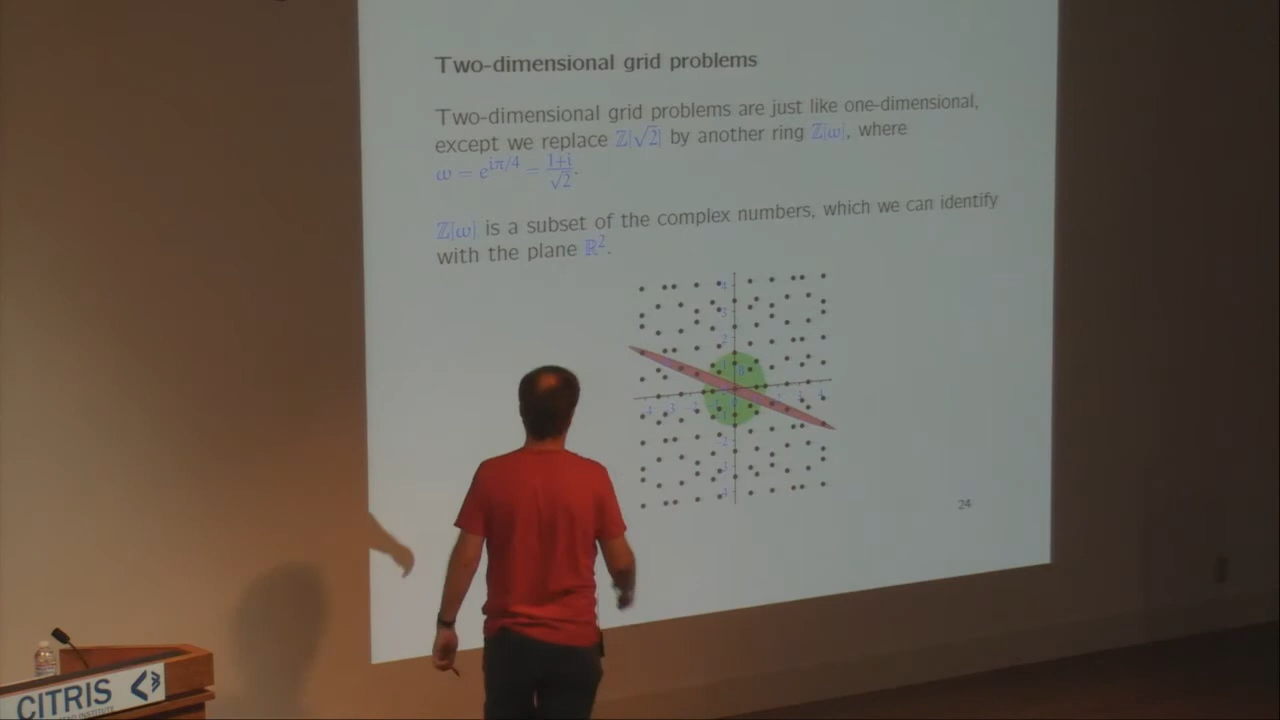 Two-dimensional grid problems
Two-dimensional grid problems are just like one-dimensional,
except we replace ℤ[√2] by another ring ℤ[ω], where
ω = e^{iπ/4} = \frac{1+i}{√2}.
ℤ[ω] is a subset of the complex numbers, which we can identify
with the plane ℝ².
24
CITRIS